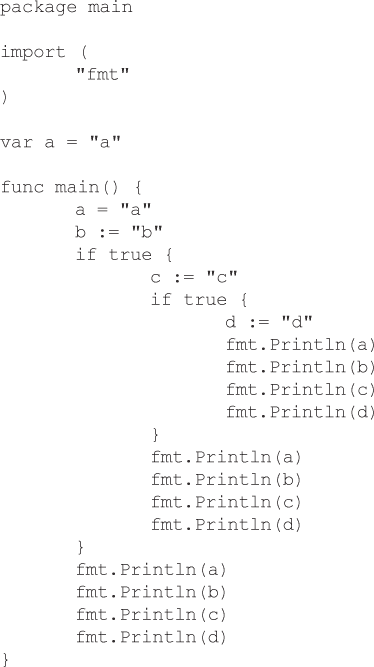 package main

import (
        "fmt"
)

var a = "a"

func main() {
        a = "a"
        b := "b"
        if true {
                c := "c"
                if true {
                        d := "d"
                        fmt.Println(a)
                        fmt.Println(b)
                        fmt.Println(c)
                        fmt.Println(d)
                }
                fmt.Println(a)
                fmt.Println(b)
                fmt.Println(c)
                fmt.Println(d)
        }
        fmt.Println(a)
        fmt.Println(b)
        fmt.Println(c)
        fmt.Println(d)
}